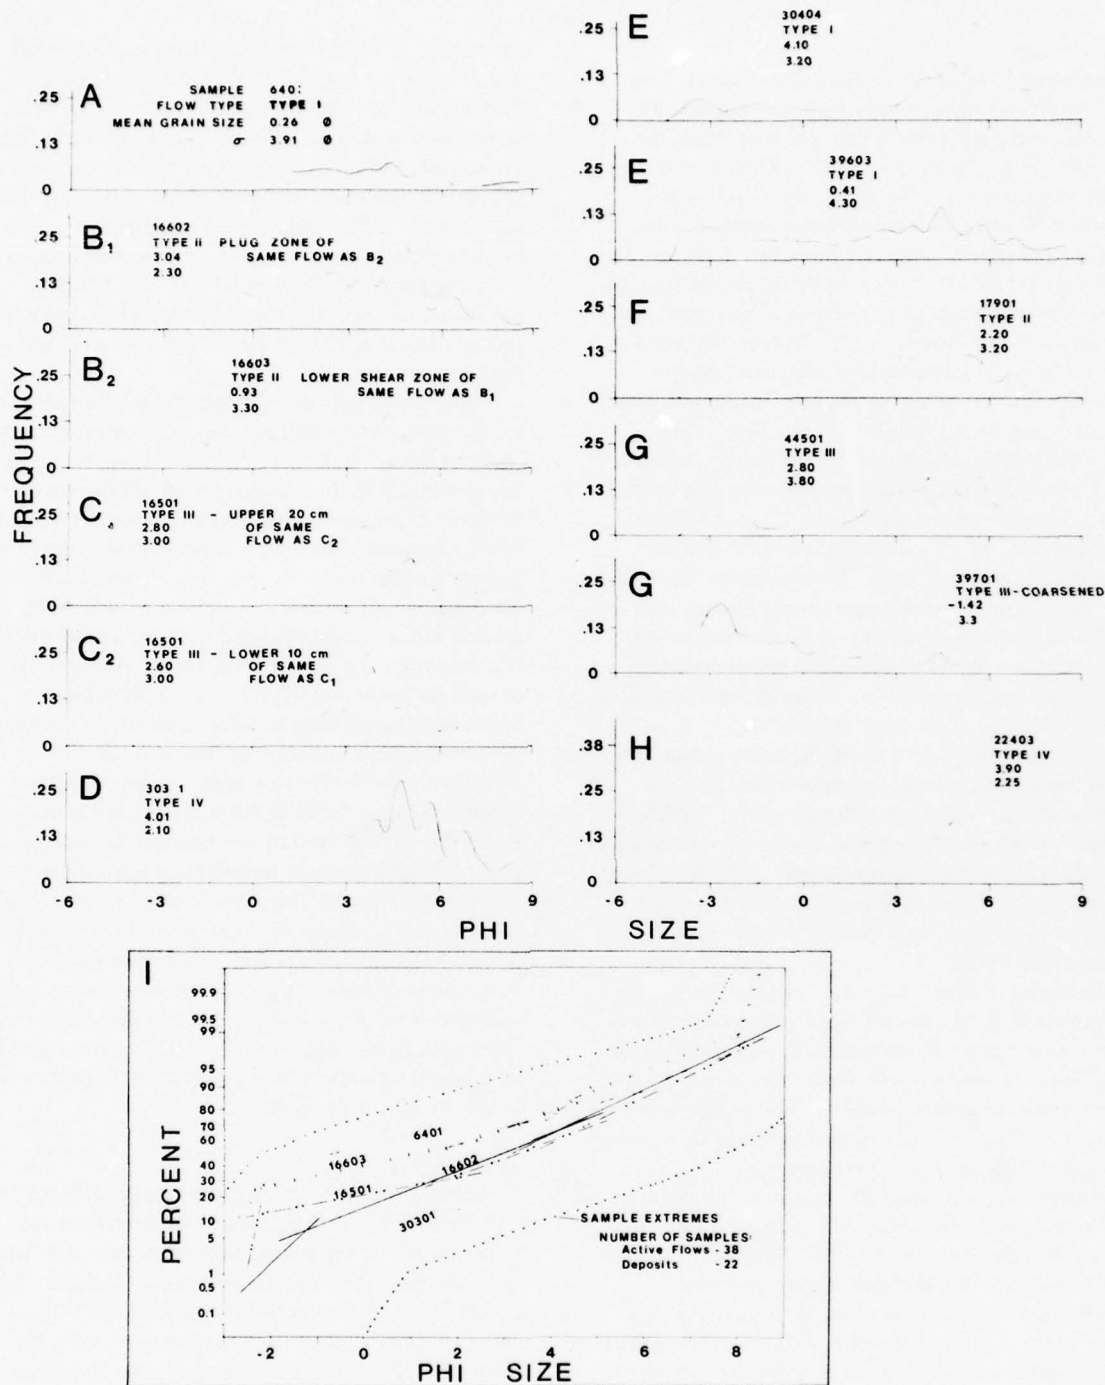 A
SAMPLE 640:
FLOW TYPE TYPE I
MEAN GRAIN SIZE 0.26 Ø
σ 3.91 Ø
.25
.13
0
B1
16602
TYPE II PLUG ZONE OF
3.04 SAME FLOW AS B2
2.30
.25
.13
0
B2
16603
TYPE II LOWER SHEAR ZONE OF
0.93 SAME FLOW AS B1
3.30
.25
.13
0
C
16501
TYPE III - UPPER 20 cm
2.80 OF SAME
3.00 FLOW AS C2
.25
.13
0
C2
16501
TYPE III - LOWER 10 cm
2.60 OF SAME
3.00 FLOW AS C1
.25
.13
0
D
303 1
TYPE IV
4.01
2.10
.25
.13
0
-6 -3 0 3 6 9
FREQUENCY
E
30404
TYPE I
4.10
3.20
.25
.13
0
E
39603
TYPE I
0.41
4.30
.25
.13
0
F
17901
TYPE II
2.20
3.20
.25
.13
0
G
44501
TYPE III
2.80
3.80
.25
.13
0
G
39701
TYPE III-COARSENED
-1.42
3.3
.25
.13
0
H
22403
TYPE IV
3.90
2.25
.38
.25
.13
0
-6 -3 0 3 6 9
PHI SIZE
I
99.9
99.5
99
95
90
80
70
60
40
30
20
10
5
1
0.5
0.1
PERCENT
6401
16603
16602
16501
30301
SAMPLE EXTREMES
NUMBER OF SAMPLES:
Active Flows - 38
Deposits - 22
-2 0 2 4 6 8
PHI SIZE